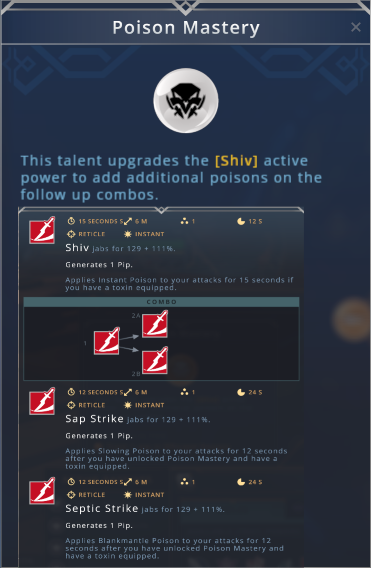 Poison Mastery
This talent upgrades the [Shiv] active
power to add additional poisons on the
follow up combos.
15 SECONDS S 6 M 1 12 S
RETICLE INSTANT
Shiv jabs for 129 + 111%.
Generates 1 Pip.
Applies Instant Poison to your attacks for 15 seconds if
you have a toxin equipped.
COMBO
2A
1
2B
12 SECONDS S 6 M 1 24 S
RETICLE INSTANT
Sap Strike jabs for 129 + 111%.
Generates 1 Pip.
Applies Slowing Poison to your attacks for 12 seconds
after you have unlocked Poison Mastery and have a
toxin equipped.
12 SECONDS S 6 M 1 24 S
RETICLE INSTANT
Septic Strike jabs for 129 + 111%.
Generates 1 Pip.
Applies Blankmantle Poison to your attacks for 12
seconds after you have unlocked Poison Mastery and
have a toxin equipped.